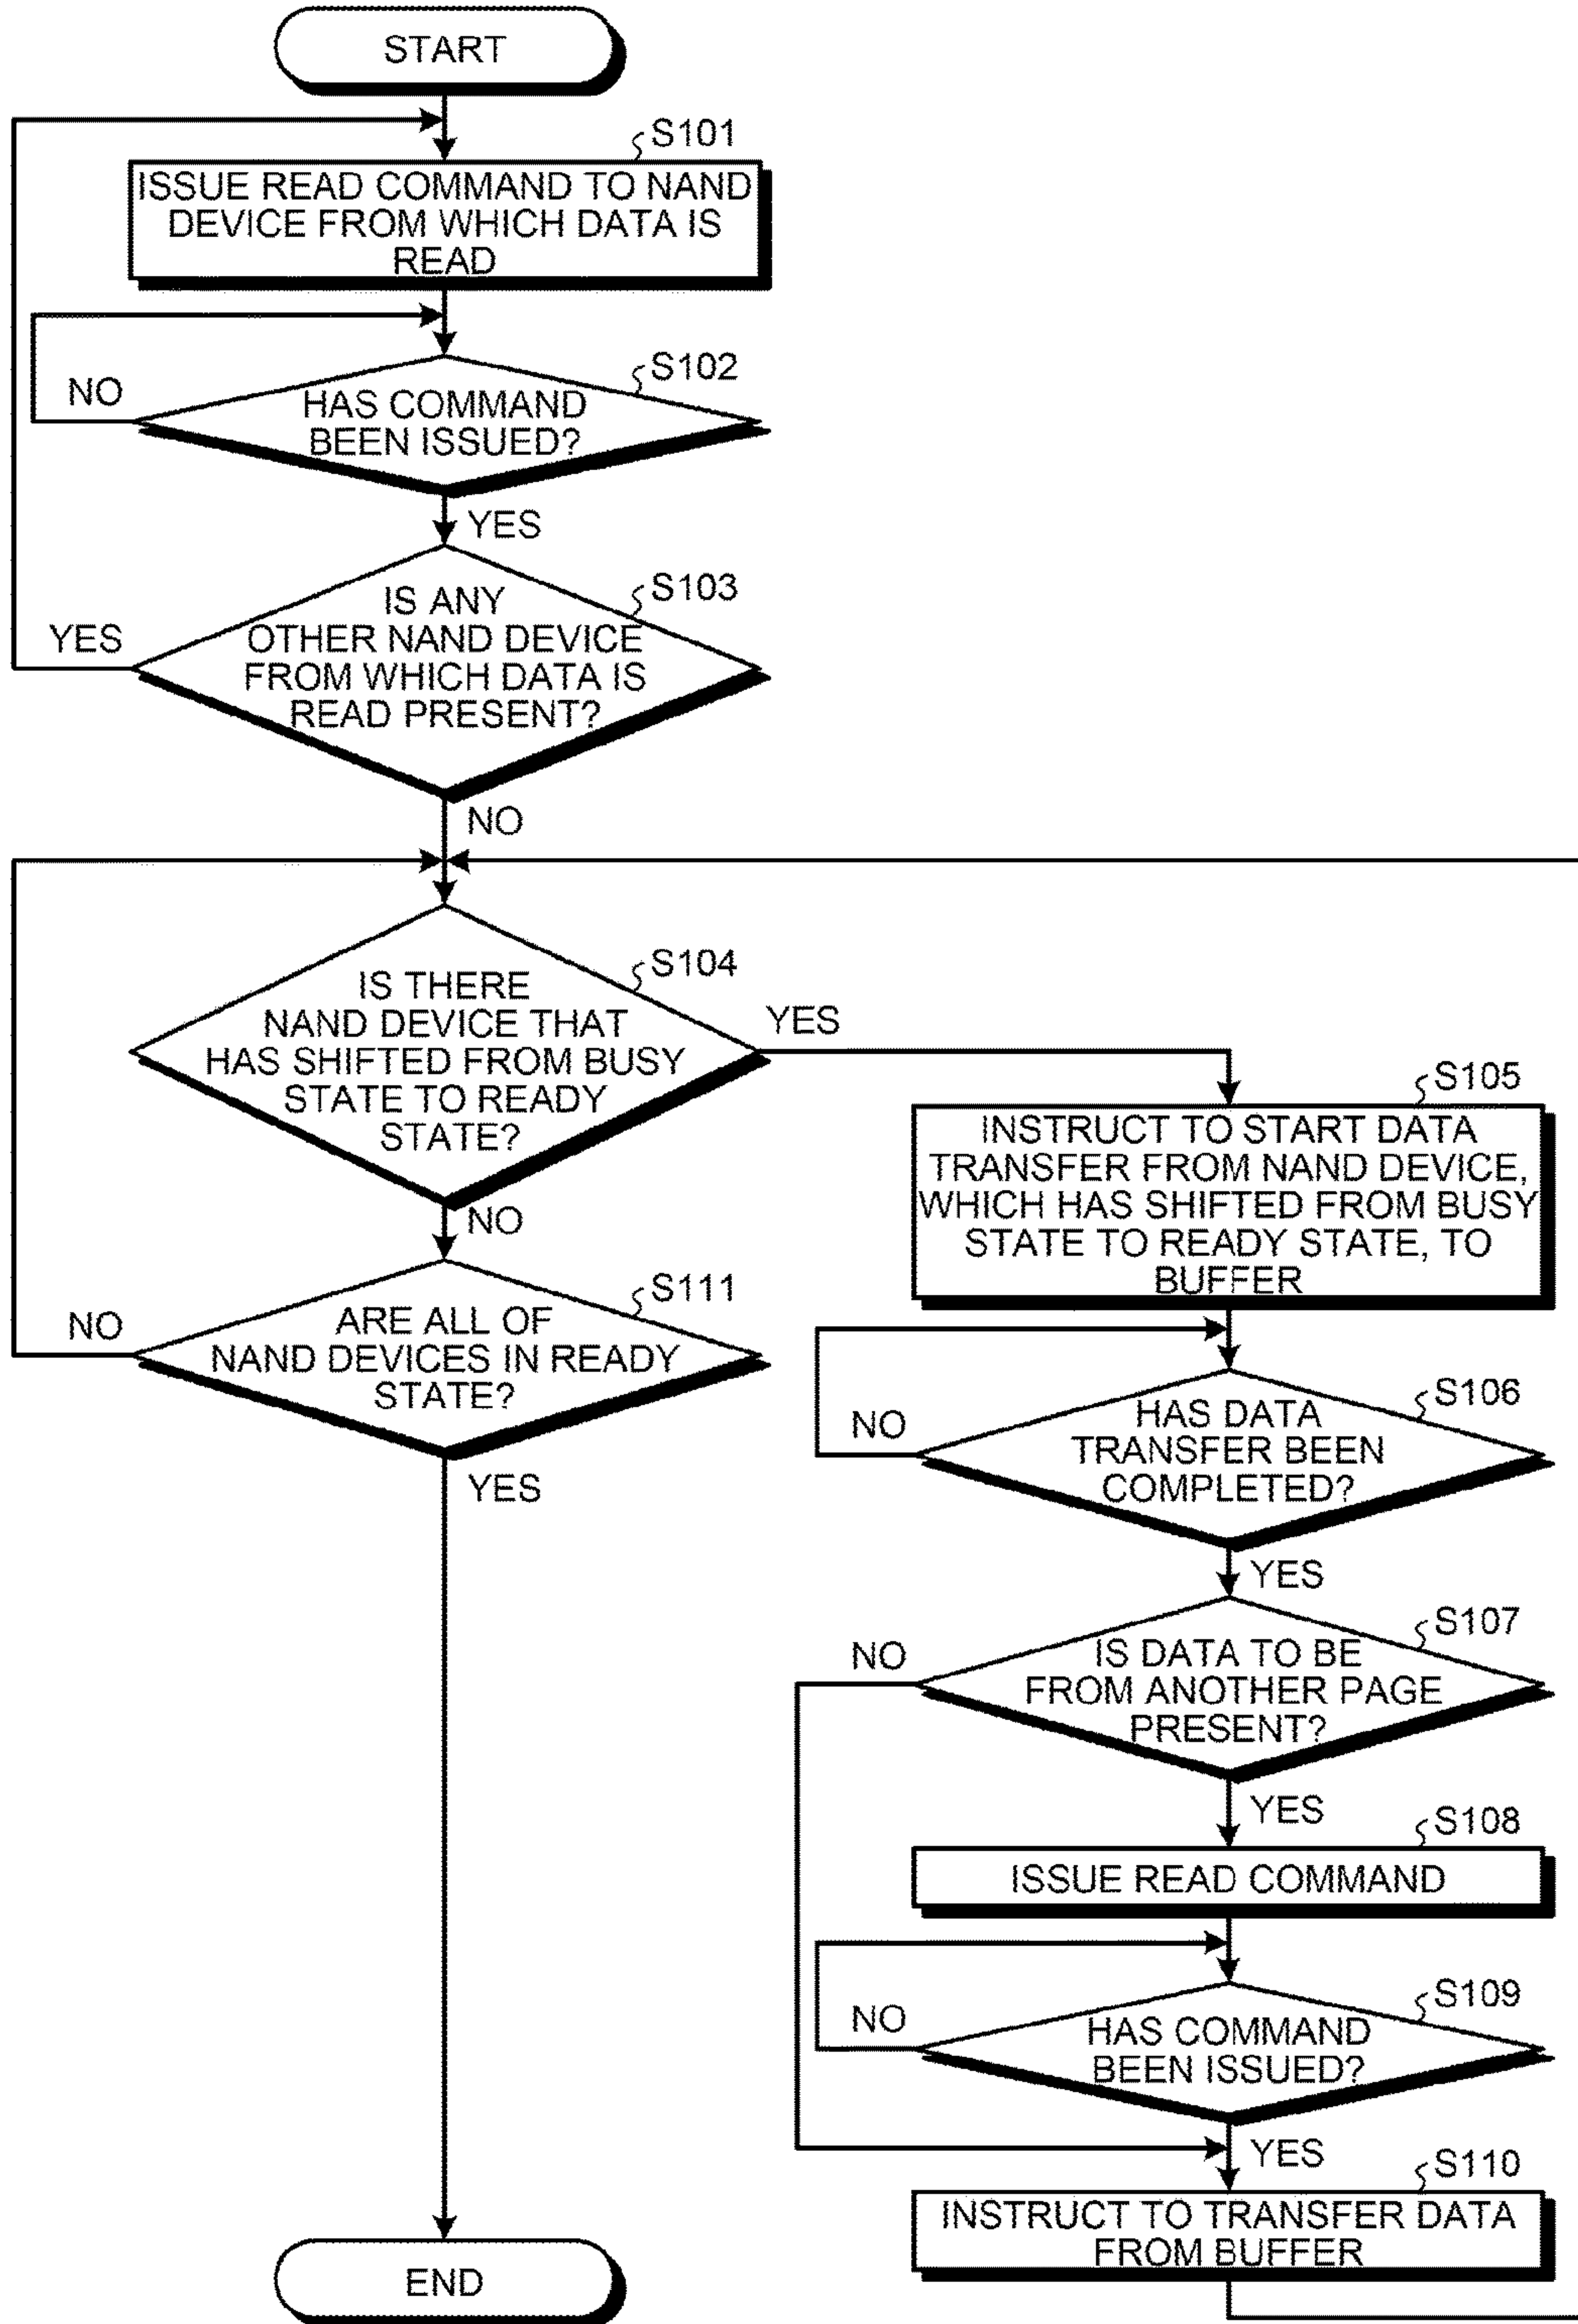 START
S101
ISSUE READ COMMAND TO NAND
DEVICE FROM WHICH DATA IS
READ
S102
NO
HAS COMMAND
BEEN ISSUED?
YES
S103
IS ANY
OTHER NAND DEVICE
FROM WHICH DATA IS
READ PRESENT?
YES
NO
S104
IS THERE
NAND DEVICE THAT
HAS SHIFTED FROM BUSY
STATE TO READY
STATE?
YES
NO
S111
ARE ALL OF
NAND DEVICES IN READY
STATE?
NO
YES
S105
INSTRUCT TO START DATA
TRANSFER FROM NAND DEVICE,
WHICH HAS SHIFTED FROM BUSY
STATE TO READY STATE, TO
BUFFER
S106
NO
HAS DATA
TRANSFER BEEN
COMPLETED?
YES
S107
NO
IS DATA TO BE
FROM ANOTHER PAGE
PRESENT?
YES
S108
ISSUE READ COMMAND
S109
NO
HAS COMMAND
BEEN ISSUED?
YES
S110
INSTRUCT TO TRANSFER DATA
FROM BUFFER
END